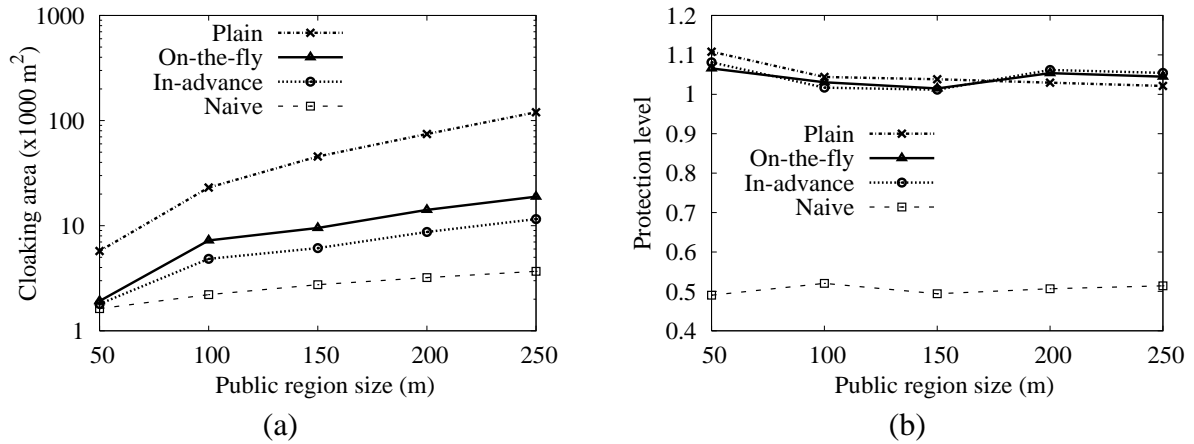 1000
100
10
1
Cloaking area (x1000 m²)
Plain
On-the-fly
In-advance
Naive
50 100 150 200 250
Public region size (m)
(a)
1.2
1.1
1
0.9
0.8
0.7
0.6
0.5
0.4
Protection level
Plain
On-the-fly
In-advance
Naive
50 100 150 200 250
Public region size (m)
(b)